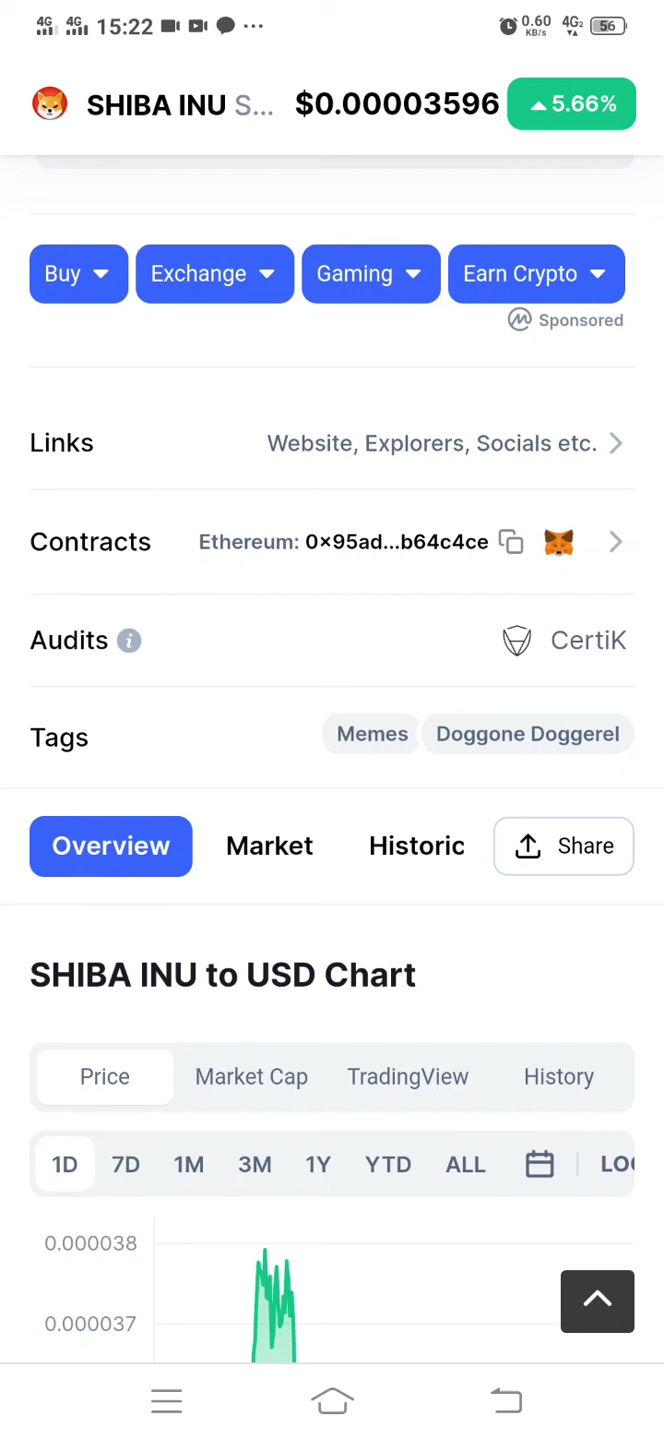 4G 4G 15:22 ... 0.60 KB/s 4G2 56
SHIBA INU S... $0.00003596 5.66%
Buy Exchange Gaming Earn Crypto
Sponsored
Links Website, Explorers, Socials etc.
Contracts Ethereum: 0x95ad...b64c4ce
Audits i CertiK
Tags Memes Doggone Doggerel
Overview Market Historic Share
SHIBA INU to USD Chart
Price Market Cap TradingView History
1D 7D 1M 3M 1Y YTD ALL
0.000038
0.000037